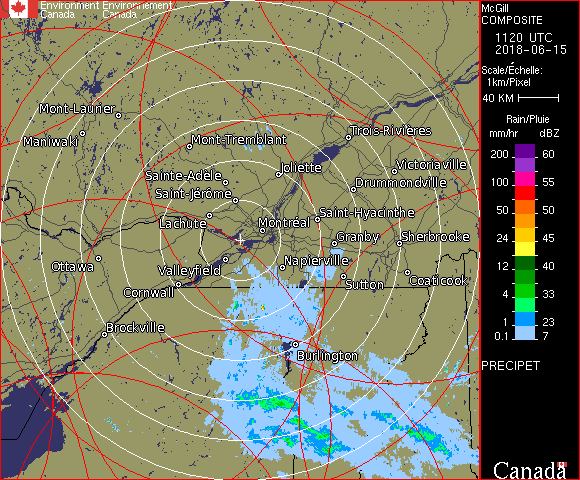 Environment Environnement
Canada Canada
McGill
COMPOSITE
1120 UTC
2018-06-15
Scale/Échelle:
1km/Pixel
40 KM
Rain/Pluie
mm/hr dBZ
200 60
155
100 55
50 50
24 45
12 40
4 33
1 23
0.1 7
PRECIPET
Canada
Mont-Laurier
Maniwaki
Mont-Tremblant
Trois-Rivières
Joliette
Victoriaville
Sainte-Adèle
Drummondville
Saint-Jérôme
Lachute
Montréal
Saint-Hyacinthe
Granby
Sherbrooke
Ottawa
Valleyfield
Napierville
Cornwall
Sutton
Coaticook
Brockville
Burlington